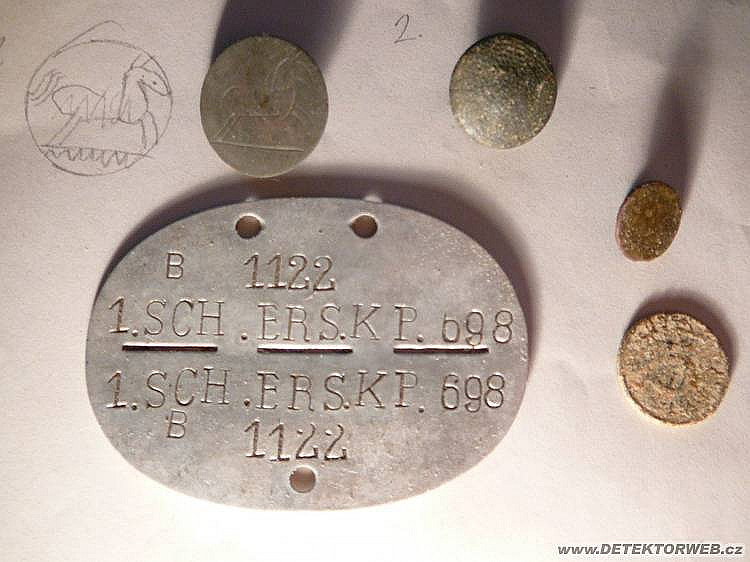 2.
B 1122
1.SCH.ERS.KP. 698
1.SCH.ERS.KP. 698
B 1122
www.DETEKTORWEB.cz